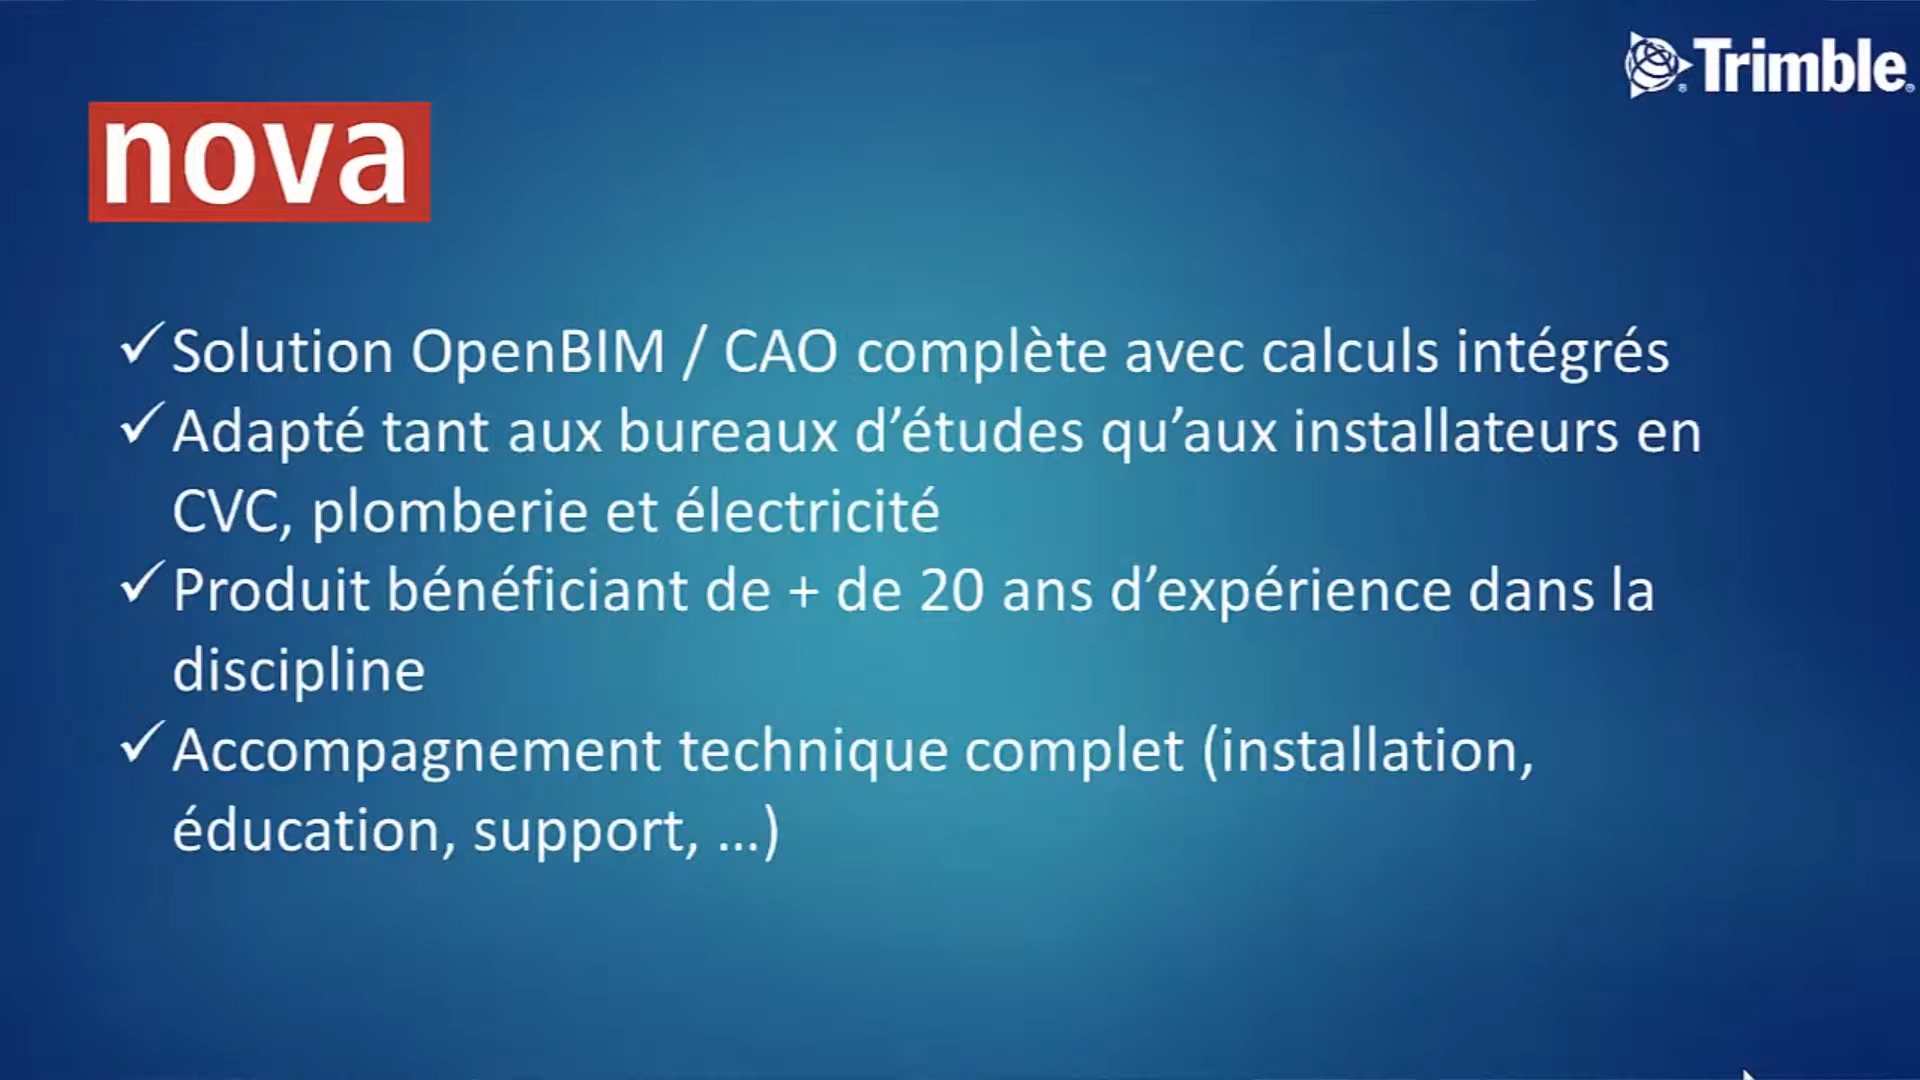 Trimble
nova
✓ Solution OpenBIM / CAO complète avec calculs intégrés
✓ Adapté tant aux bureaux d’études qu’aux installateurs en
CVC, plomberie et électricité
✓ Produit bénéficiant de + de 20 ans d’expérience dans la
discipline
✓ Accompagnement technique complet (installation,
éducation, support, ...)